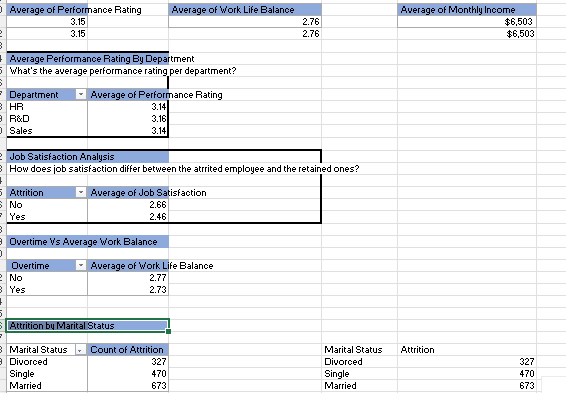 Average of Performance Rating Average of Work Life Balance Average of Monthly Income
3.15 2.76 $6,503
3.15 2.76 $6,503
Average Performance Rating By Department
What's the average performance rating per department?
Department Average of Performance Rating
HR 3.14
R&D 3.16
Sales 3.14
Job Satisfaction Analysis
How does job satisfaction differ between the attrited employee and the retained ones?
Attrition Average of Job Satisfaction
No 2.66
Yes 2.46
Overtime Vs Average Work Balance
Overtime Average of Work Life Balance
No 2.77
Yes 2.73
Attrition by Marital Status
Marital Status Count of Attrition Marital Status Attrition
Divorced 327 Divorced 327
Single 470 Single 470
Married 673 Married 673